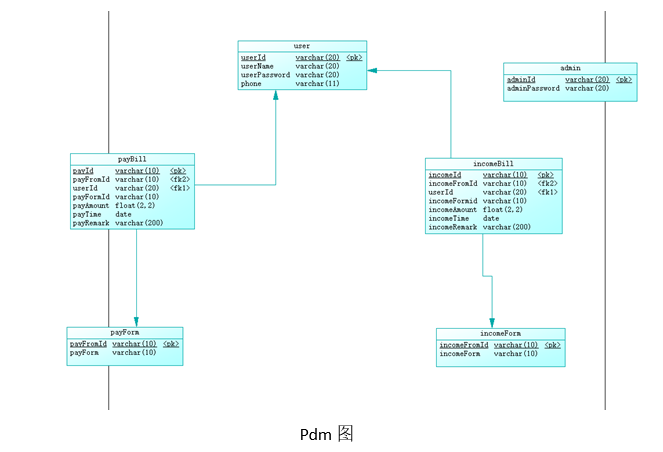 user
userId varchar(20) <pk>
userName varchar(20)
userPassword varchar(20)
phone varchar(11)
admin
adminId varchar(20) <pk>
adminPassword varchar(20)
payBill
payId varchar(10) <pk>
payFromId varchar(10) <fk2>
userId varchar(20) <fk1>
payFormId varchar(10)
payAmount float(2,2)
payTime date
payRemark varchar(200)
incomeBill
incomeId varchar(10) <pk>
incomeFromId varchar(10) <fk2>
userId varchar(20) <fk1>
incomeFormid varchar(10)
incomeAmount float(2,2)
incomeTime date
incomeRemark varchar(200)
payForm
payFromId varchar(10) <pk>
payForm varchar(10)
incomeForm
incomeFromId varchar(10) <pk>
incomeForm varchar(10)
Pdm 图